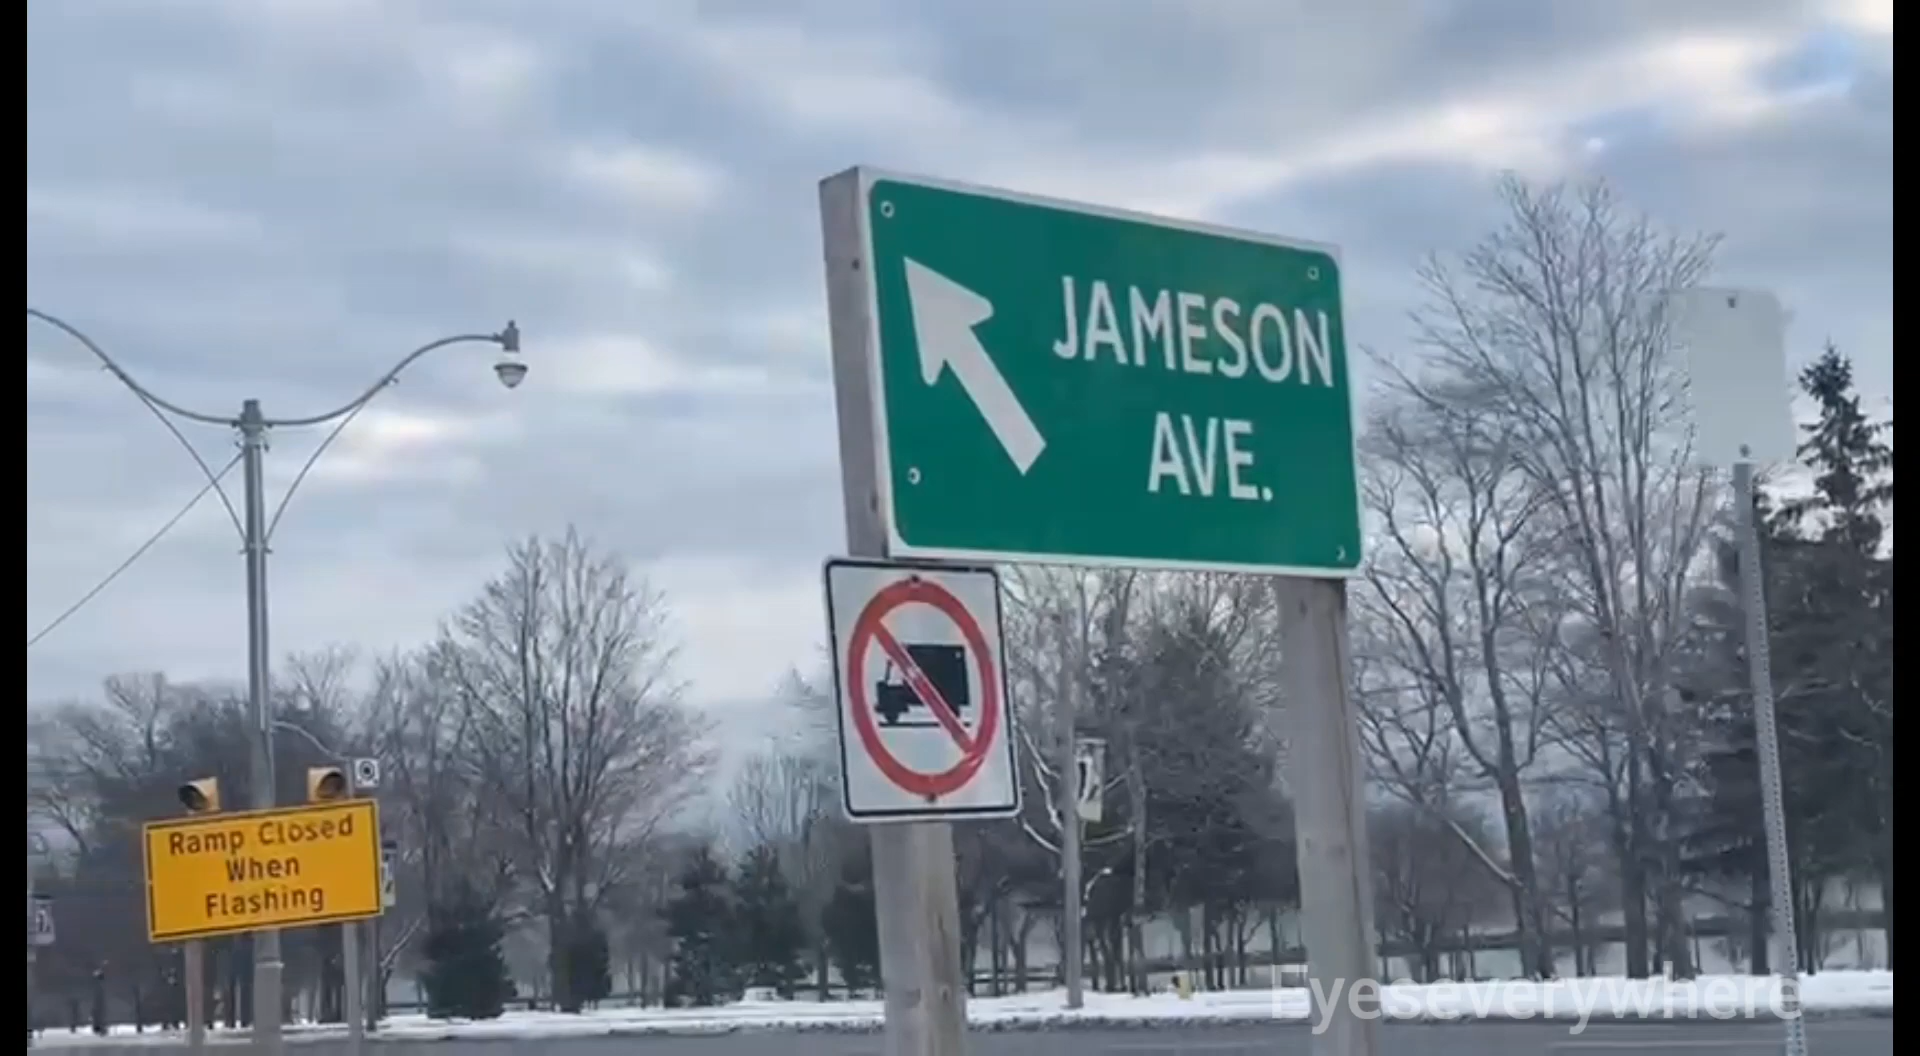 JAMESON
AVE.
Ramp Closed
When
Flashing
Eyeseverywhere